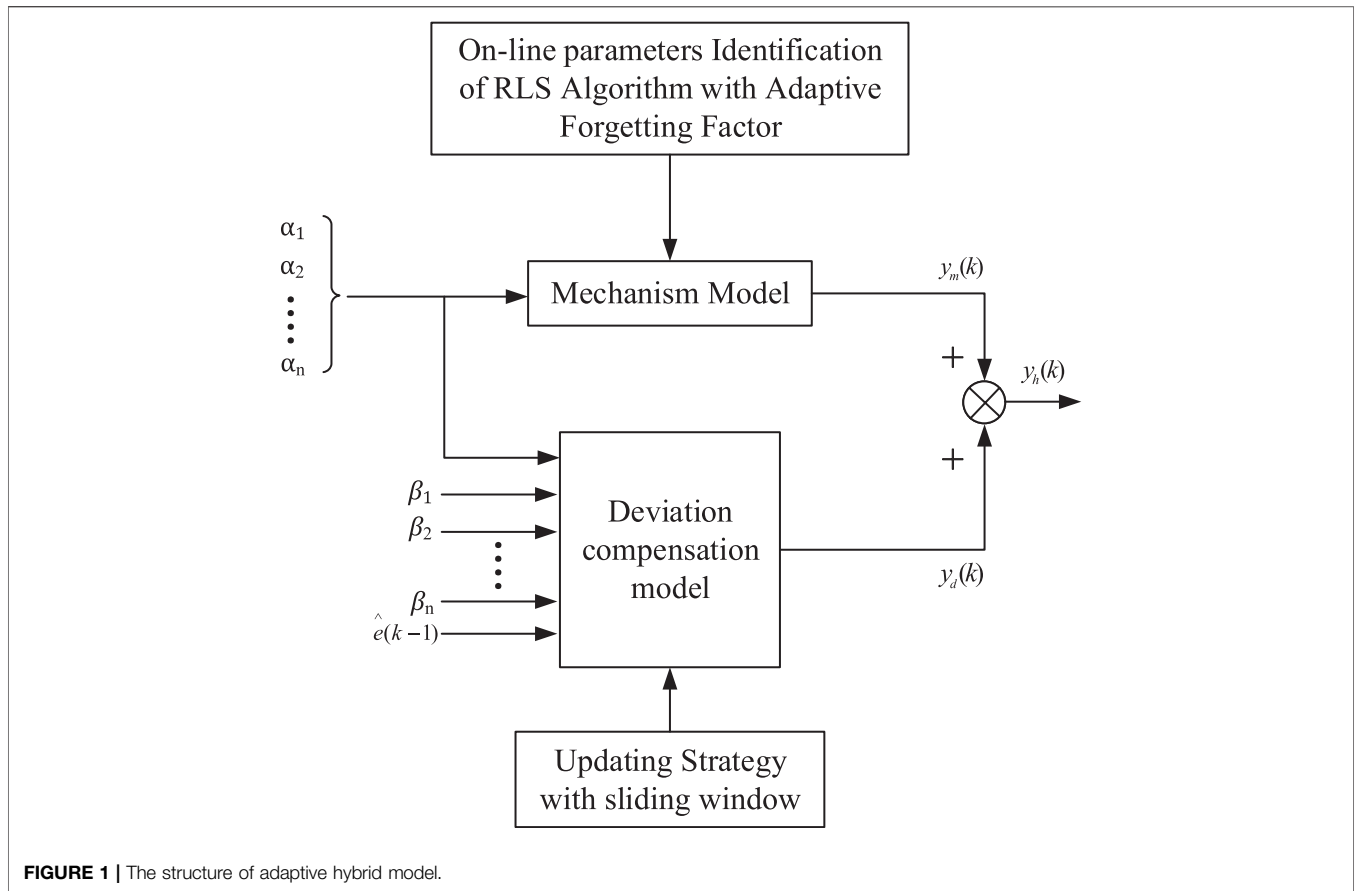 On-line parameters Identification
of RLS Algorithm with Adaptive
Forgetting Factor
α₁
α₂
αₙ
Mechanism Model
yₘ(k)
+
yₕ(k)
+
β₁
β₂
βₙ
ê(k−1)
Deviation
compensation
model
y_d(k)
Updating Strategy
with sliding window
FIGURE 1 | The structure of adaptive hybrid model.